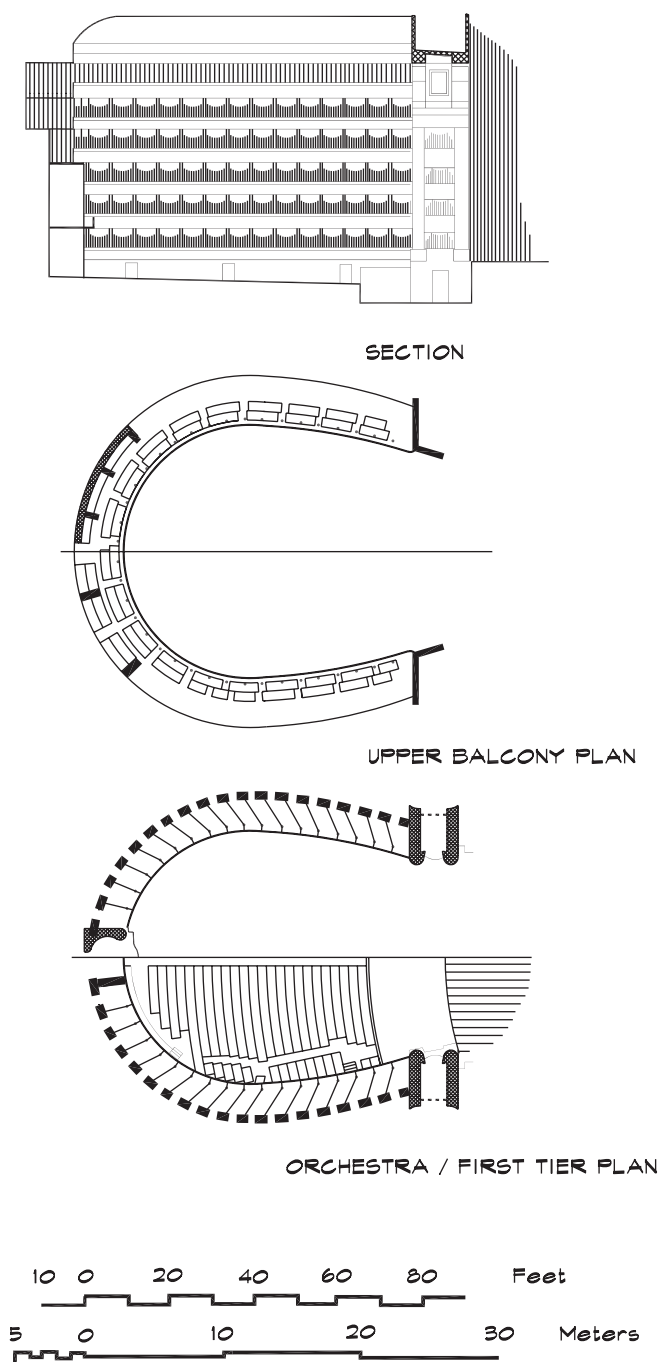 SECTION
UPPER BALCONY PLAN
ORCHESTRA / FIRST TIER PLAN
10 0 20 40 60 80 Feet
5 0 10 20 30 Meters